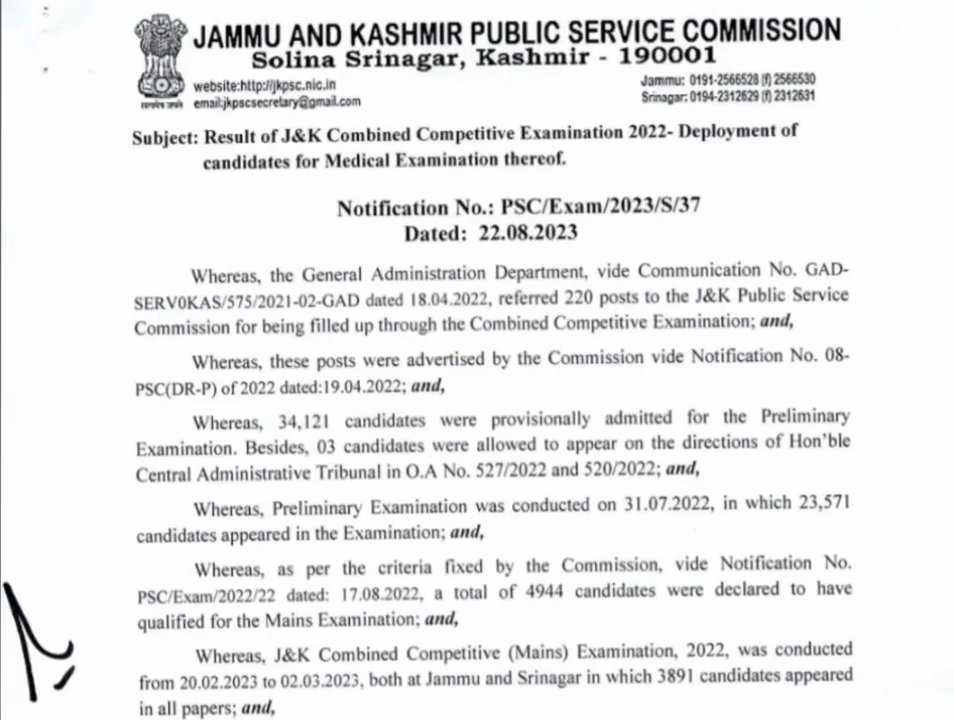 JAMMU AND KASHMIR PUBLIC SERVICE COMMISSION
Solina Srinagar, Kashmir - 190001
website:http://jkpsc.nic.in
email:jkpscsecretary@gmail.com
Jammu: 0191-2566528 (f) 2566530
Srinagar: 0194-2312629 (f) 2312631
सत्यमेव जयते
Subject: Result of J&K Combined Competitive Examination 2022- Deployment of
candidates for Medical Examination thereof.
Notification No.: PSC/Exam/2023/S/37
Dated: 22.08.2023
Whereas, the General Administration Department, vide Communication No. GAD-
SERV0KAS/575/2021-02-GAD dated 18.04.2022, referred 220 posts to the J&K Public Service
Commission for being filled up through the Combined Competitive Examination; and,
Whereas, these posts were advertised by the Commission vide Notification No. 08-
PSC(DR-P) of 2022 dated:19.04.2022; and,
Whereas, 34,121 candidates were provisionally admitted for the Preliminary
Examination. Besides, 03 candidates were allowed to appear on the directions of Hon'ble
Central Administrative Tribunal in O.A No. 527/2022 and 520/2022; and,
Whereas, Preliminary Examination was conducted on 31.07.2022, in which 23,571
candidates appeared in the Examination; and,
Whereas, as per the criteria fixed by the Commission, vide Notification No.
PSC/Exam/2022/22 dated: 17.08.2022, a total of 4944 candidates were declared to have
qualified for the Mains Examination; and,
Whereas, J&K Combined Competitive (Mains) Examination, 2022, was conducted
from 20.02.2023 to 02.03.2023, both at Jammu and Srinagar in which 3891 candidates appeared
in all papers; and,